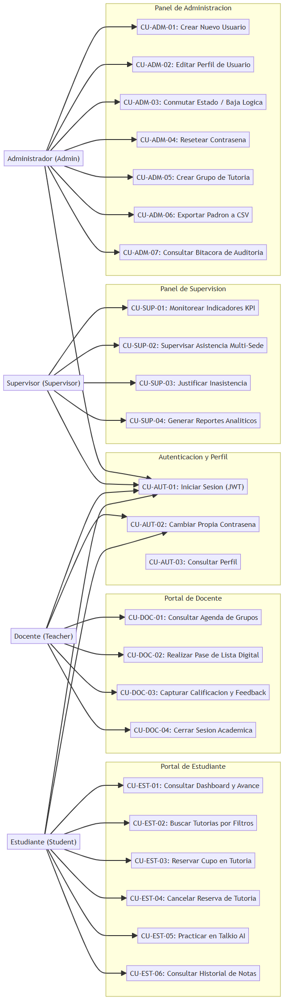 Panel de Administracion
CU-ADM-01: Crear Nuevo Usuario
CU-ADM-02: Editar Perfil de Usuario
CU-ADM-03: Conmutar Estado / Baja Logica
CU-ADM-04: Resetear Contrasena
Administrador (Admin)
CU-ADM-05: Crear Grupo de Tutoria
CU-ADM-06: Exportar Padron a CSV
CU-ADM-07: Consultar Bitacora de Auditoria
Panel de Supervision
CU-SUP-01: Monitorear Indicadores KPI
CU-SUP-02: Supervisar Asistencia Multi-Sede
Supervisor (Supervisor)
CU-SUP-03: Justificar Inasistencia
CU-SUP-04: Generar Reportes Analiticos
Autenticacion y Perfil
CU-AUT-01: Iniciar Sesion (JWT)
CU-AUT-02: Cambiar Propia Contrasena
CU-AUT-03: Consultar Perfil
Portal de Docente
CU-DOC-01: Consultar Agenda de Grupos
Docente (Teacher)
CU-DOC-02: Realizar Pase de Lista Digital
CU-DOC-03: Capturar Calificacion y Feedback
CU-DOC-04: Cerrar Sesion Academica
Portal de Estudiante
CU-EST-01: Consultar Dashboard y Avance
CU-EST-02: Buscar Tutorias por Filtros
Estudiante (Student)
CU-EST-03: Reservar Cupo en Tutoria
CU-EST-04: Cancelar Reserva de Tutoria
CU-EST-05: Practicar en Talkio AI
CU-EST-06: Consultar Historial de Notas